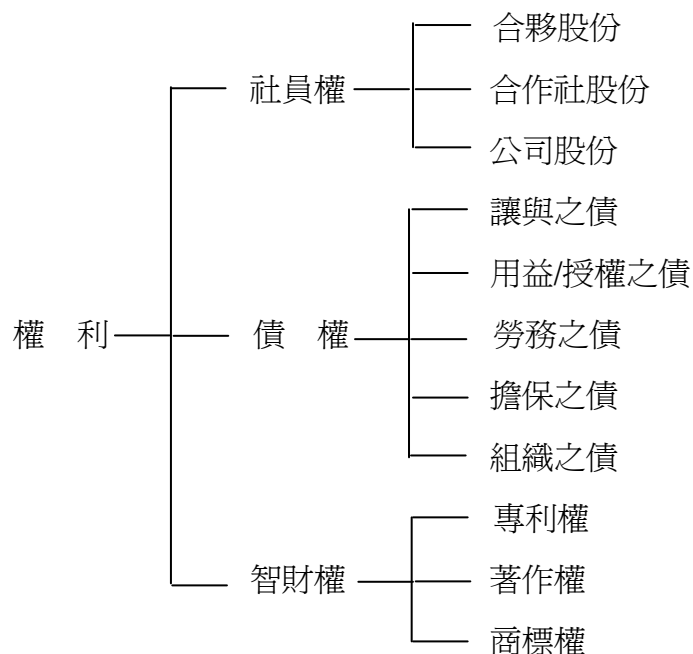 合夥股份
社員權
合作社股份
公司股份
讓與之債
用益/授權之債
權 利
債 權
勞務之債
擔保之債
組織之債
專利權
智財權
著作權
商標權